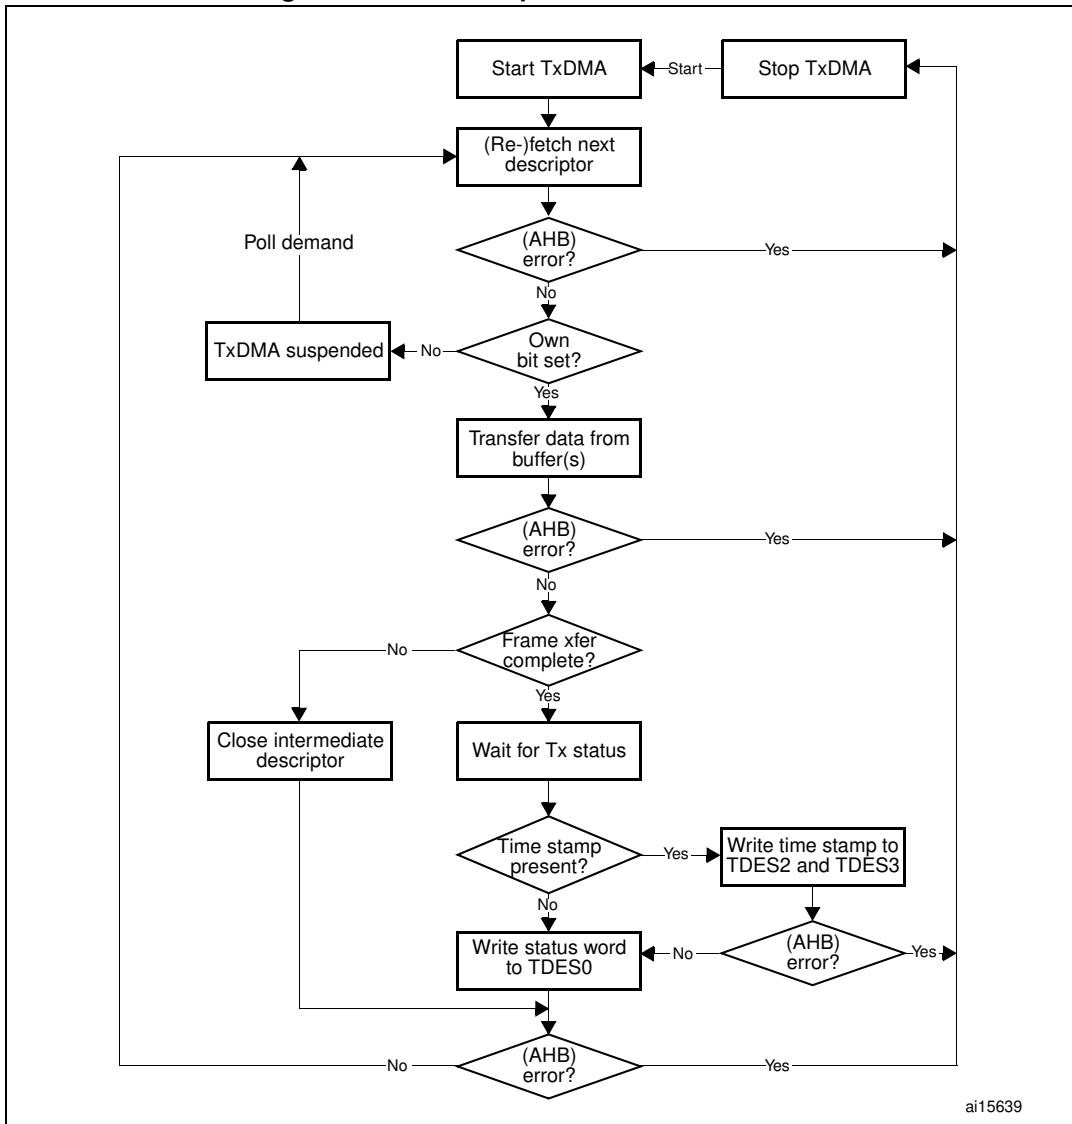 Start TxDMA
Start
Stop TxDMA
(Re-)fetch next
descriptor
Poll demand
(AHB)
error?
Yes
No
TxDMA suspended
No
Own
bit set?
Yes
Transfer data from
buffer(s)
(AHB)
error?
Yes
No
No
Frame xfer
complete?
Yes
Close intermediate
descriptor
Wait for Tx status
Time stamp
present?
Yes
Write time stamp to
TDES2 and TDES3
No
Write status word
to TDES0
No
(AHB)
error?
Yes
No
(AHB)
error?
Yes
ai15639